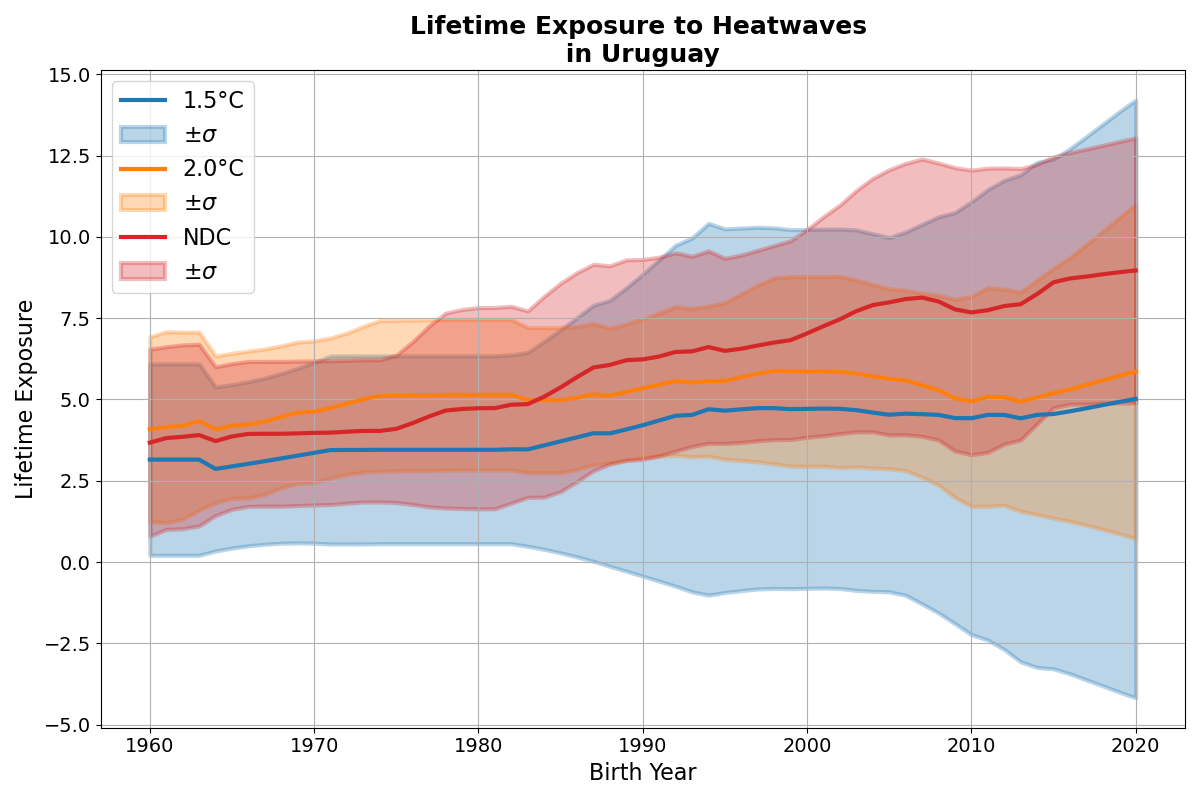 Lifetime Exposure to Heatwaves
in Uruguay
15.0
12.5
10.0
7.5
5.0
2.5
0.0
−2.5
−5.0
Lifetime Exposure
1.5°C
±σ
2.0°C
±σ
NDC
±σ
1960
1970
1980
1990
2000
2010
2020
Birth Year